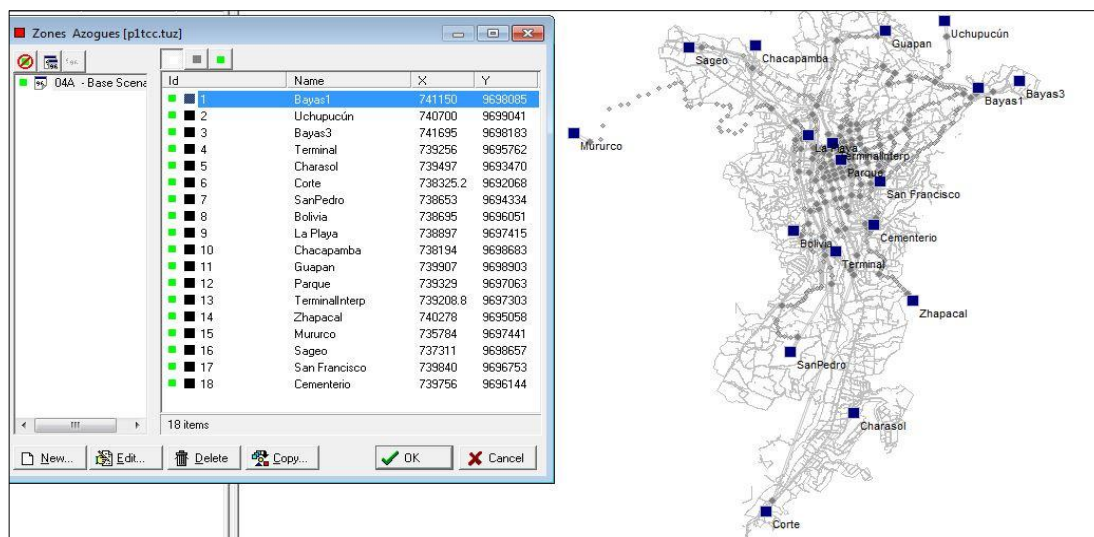 Zones Azogues [p1tcc.tuz]
04A - Base Scena
Id Name X Y
1 Bayas1 741150 9698085
2 Uchupucún 740700 9699041
3 Bayas3 741695 9698183
4 Terminal 739256 9695762
5 Charasol 739497 9693470
6 Corte 738325.2 9692068
7 SanPedro 738653 9694334
8 Bolivia 738695 9696051
9 La Playa 738897 9697415
10 Chacapamba 738194 9698683
11 Guapan 739907 9698903
12 Parque 739329 9697063
13 TerminalInterp 739208.8 9697303
14 Zhapacal 740278 9695058
15 Mururco 735784 9697441
16 Sageo 737311 9698657
17 San Francisco 739840 9696753
18 Cementerio 739756 9696144
18 items
New... Edit... Delete Copy... OK Cancel
Uchupucún
Guapan
Chacapamba
Sageo
Bayas3
Bayas1
Mururco
La Playa
TerminalInterp
Parque
San Francisco
Cementerio
Bolivia
Terminal
Zhapacal
SanPedro
Charasol
Corte